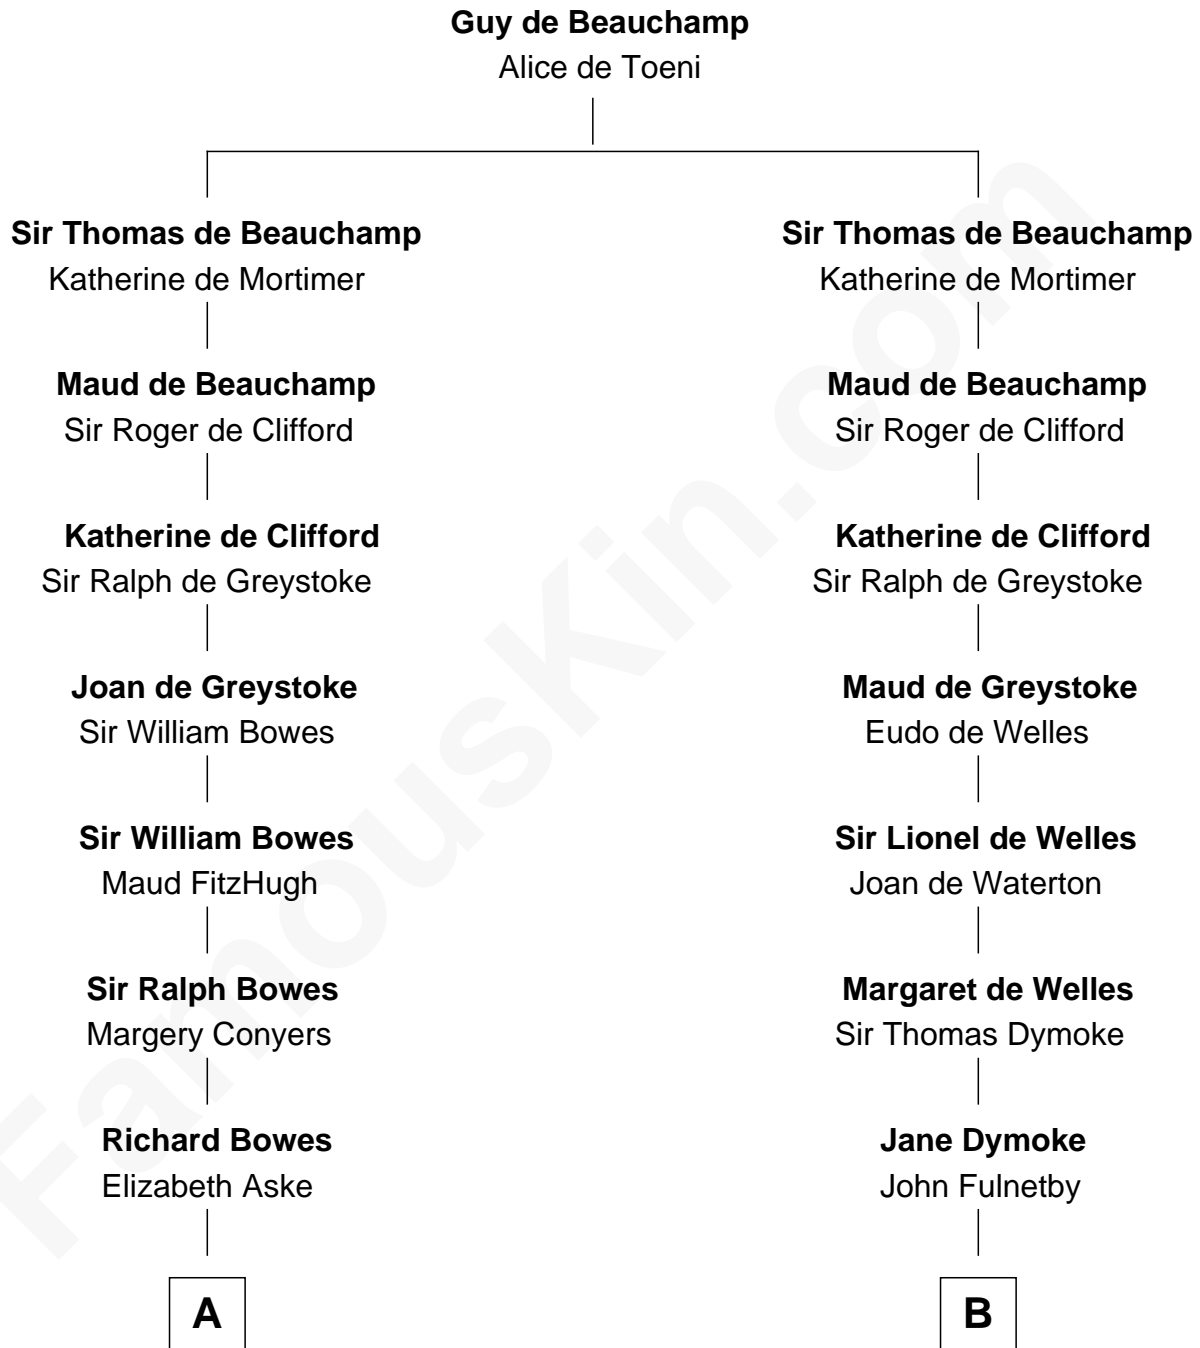 Guy de Beauchamp
Alice de Toeni
Sir Thomas de Beauchamp
Katherine de Mortimer
Sir Thomas de Beauchamp
Katherine de Mortimer
Maud de Beauchamp
Sir Roger de Clifford
Maud de Beauchamp
Sir Roger de Clifford
Katherine de Clifford
Sir Ralph de Greystoke
Katherine de Clifford
Sir Ralph de Greystoke
Joan de Greystoke
Sir William Bowes
Maud de Greystoke
Eudo de Welles
Sir William Bowes
Maud FitzHugh
Sir Lionel de Welles
Joan de Waterton
Sir Ralph Bowes
Margery Conyers
Margaret de Welles
Sir Thomas Dymoke
Richard Bowes
Elizabeth Aske
Jane Dymoke
John Fulnetby
A
B
FamousKin.com